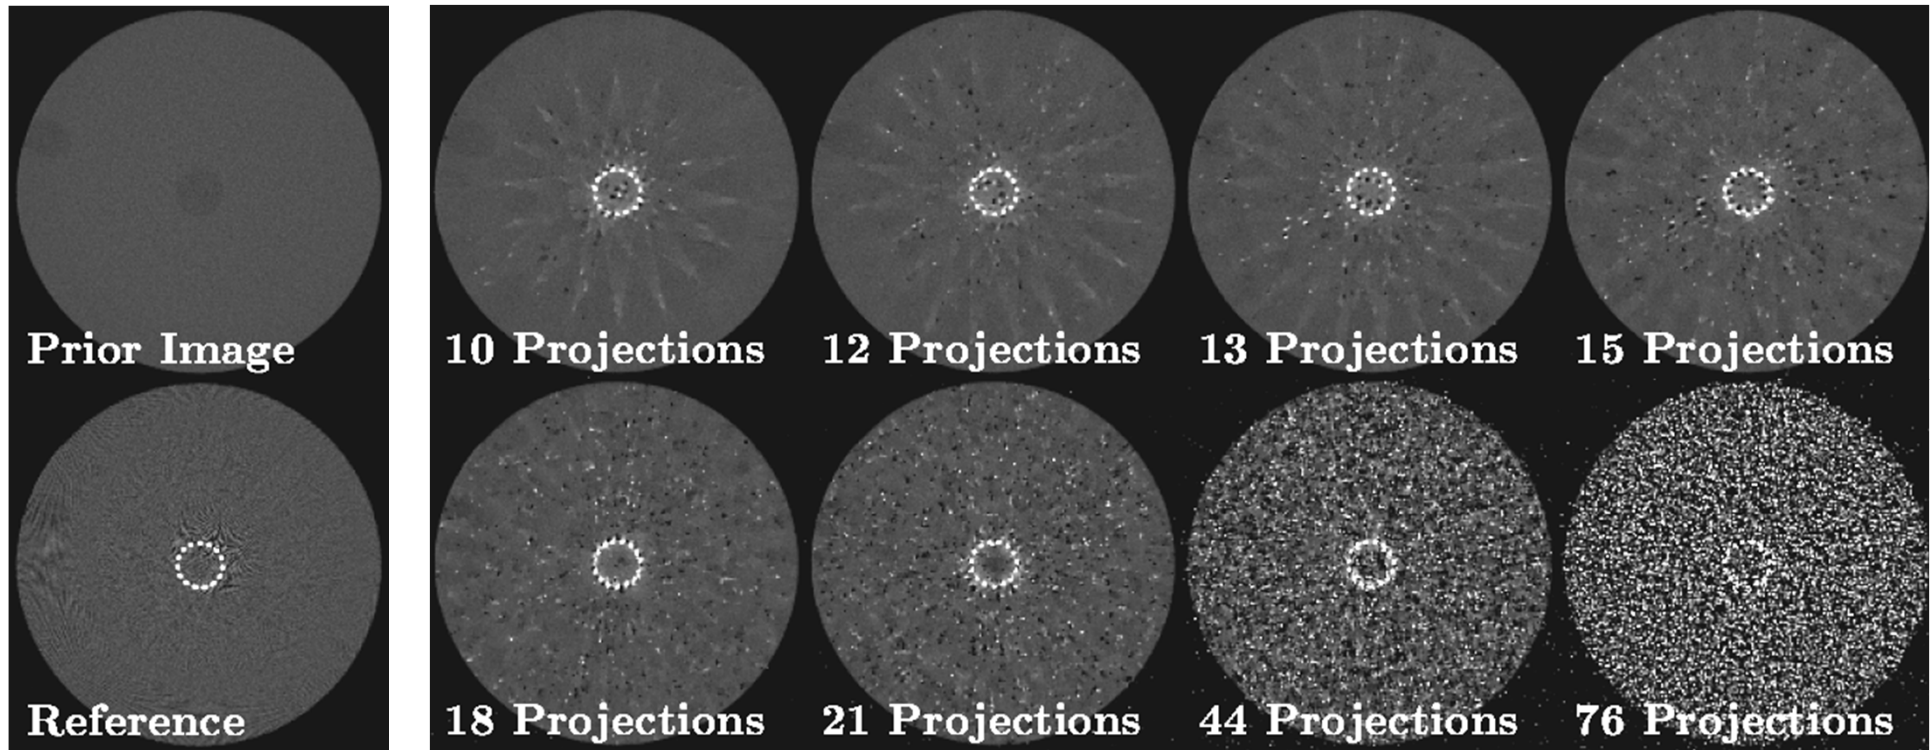 Prior Image
10 Projections
12 Projections
13 Projections
15 Projections
Reference
18 Projections
21 Projections
44 Projections
76 Projections